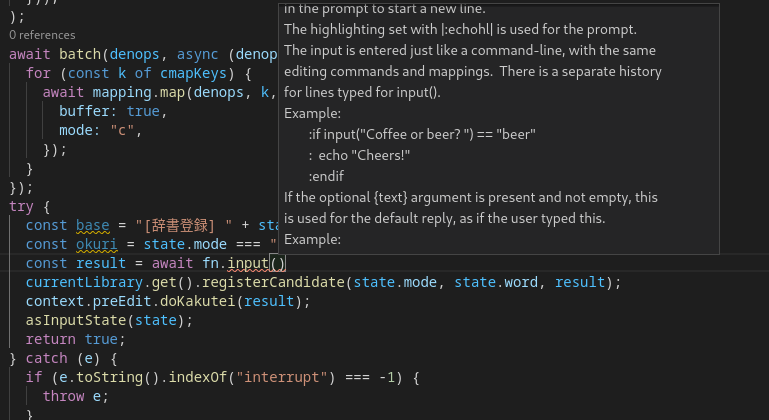 }));
);
0 references
await batch(denops, async (denop
for (const k of cmapKeys) {
await mapping.map(denops, k,
buffer: true,
mode: "c",
});
}
});
try {
const base = "[辞書登録] " + sta
const okuri = state.mode === "
const result = await fn.input()
currentLibrary.get().registerCandidate(state.mode, state.word, result);
context.preEdit.doKakutei(result);
asInputState(state);
return true;
} catch (e) {
if (e.toString().indexOf("interrupt") === -1) {
throw e;
}
in the prompt to start a new line.
The highlighting set with |:echohl| is used for the prompt.
The input is entered just like a command-line, with the same
editing commands and mappings.  There is a separate history
for lines typed for input().
Example:
:if input("Coffee or beer? ") == "beer"
:  echo "Cheers!"
:endif
If the optional {text} argument is present and not empty, this
is used for the default reply, as if the user typed this.
Example: